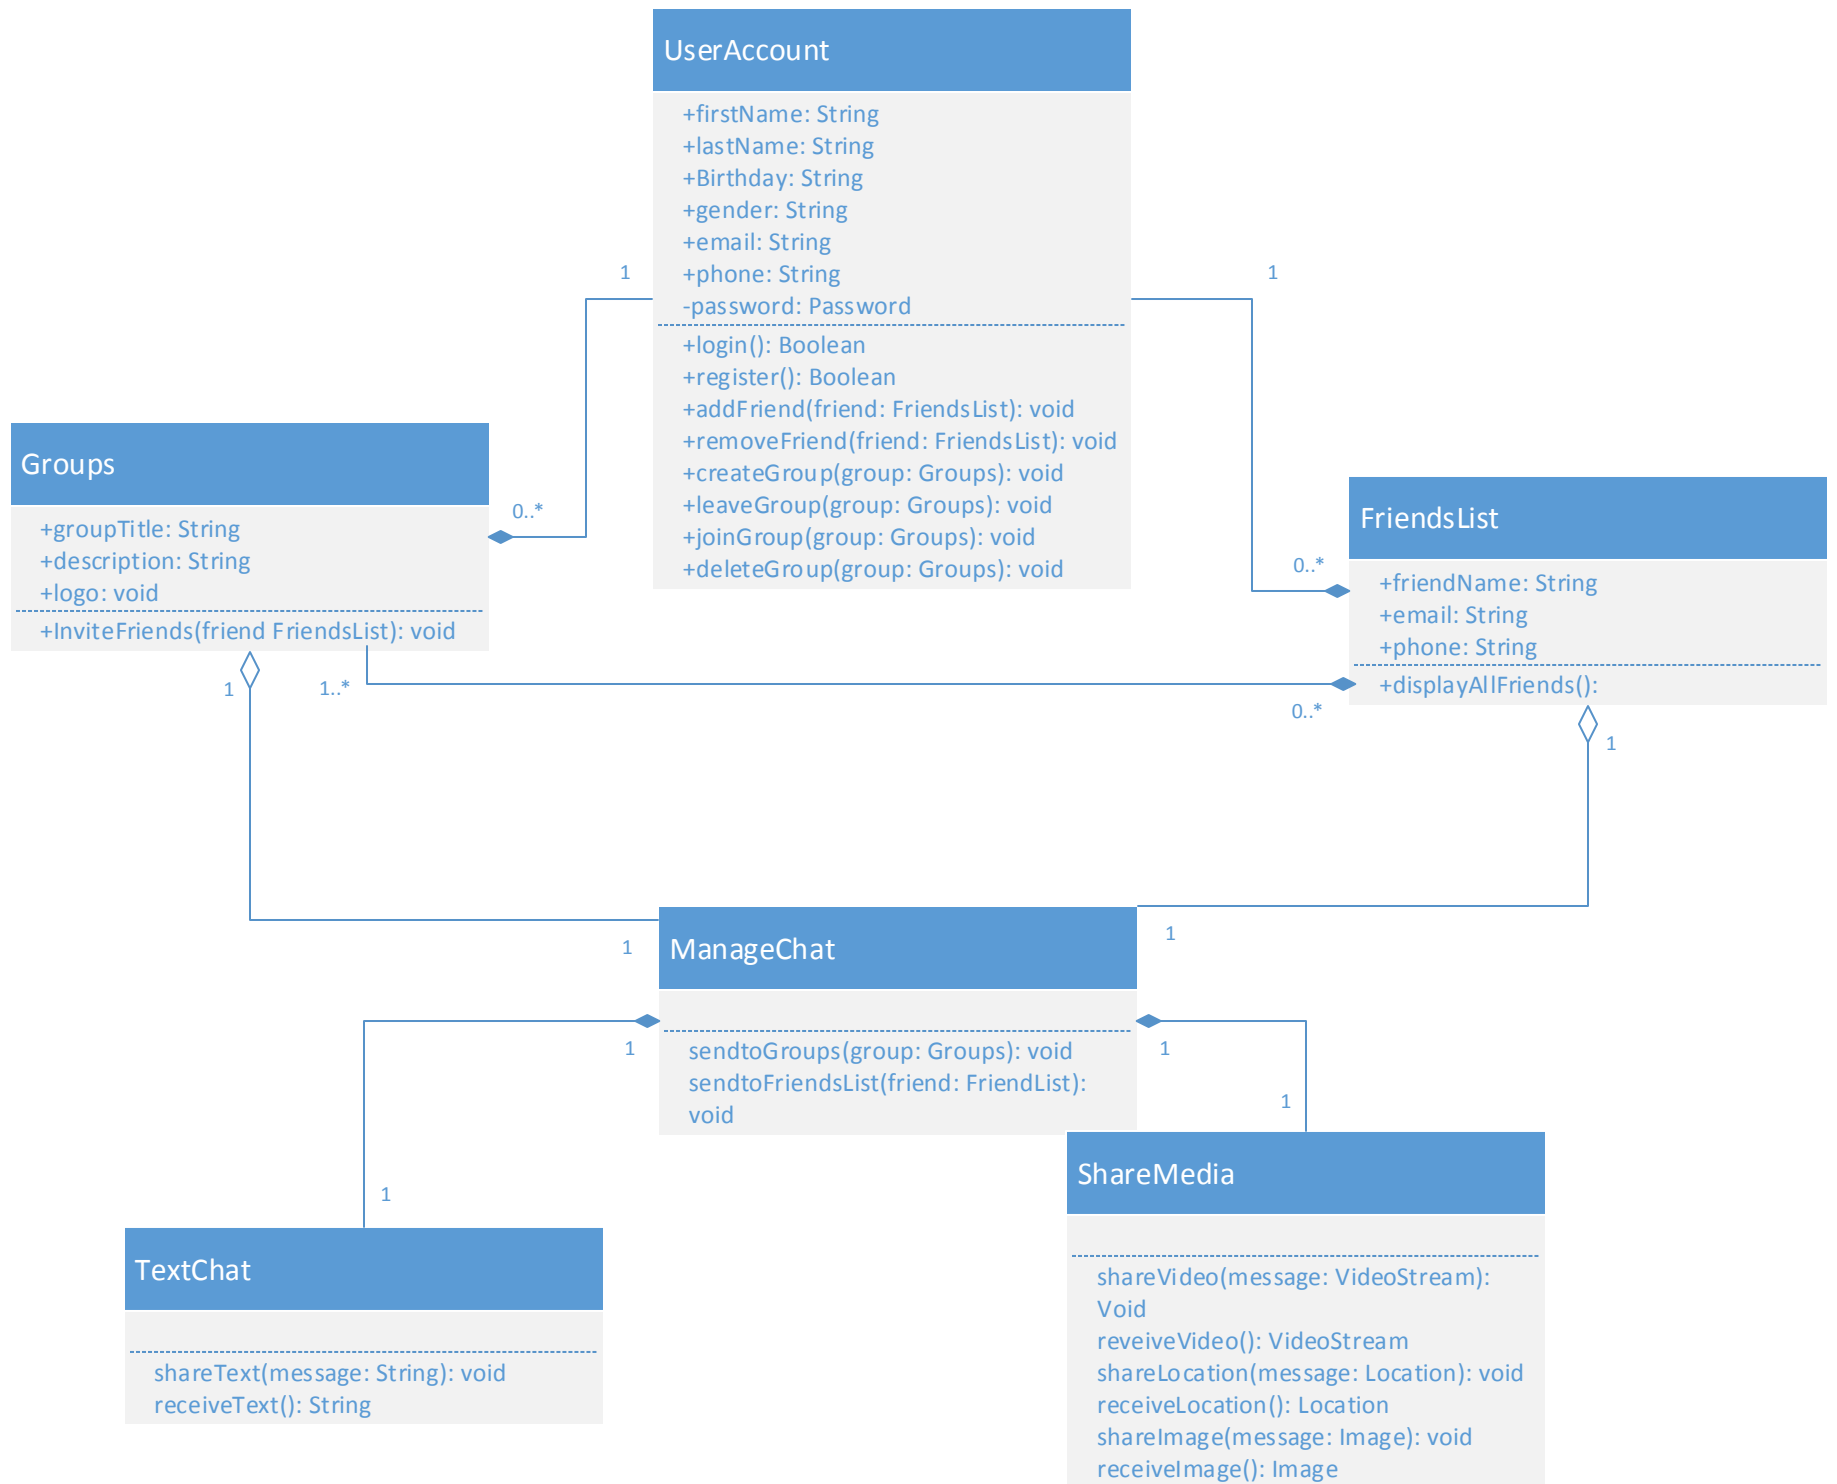 UserAccount
+firstName: String
+lastName: String
+Birthday: String
+gender: String
+email: String
+phone: String
-password: Password
+login(): Boolean
+register(): Boolean
+addFriend(friend: FriendsList): void
+removeFriend(friend: FriendsList): void
+createGroup(group: Groups): void
+leaveGroup(group: Groups): void
+joinGroup(group: Groups): void
+deleteGroup(group: Groups): void
1
1
Groups
+groupTitle: String
+description: String
+logo: void
+InviteFriends(friend FriendsList): void
0..*
FriendsList
+friendName: String
+email: String
+phone: String
+displayAllFriends():
0..*
1
1..*
0..*
1
1
1
ManageChat
sendtoGroups(group: Groups): void
sendtoFriendsList(friend: FriendList):
void
1
1
1
1
TextChat
shareText(message: String): void
receiveText(): String
ShareMedia
shareVideo(message: VideoStream):
Void
reveiveVideo(): VideoStream
shareLocation(message: Location): void
receiveLocation(): Location
shareImage(message: Image): void
receiveImage(): Image